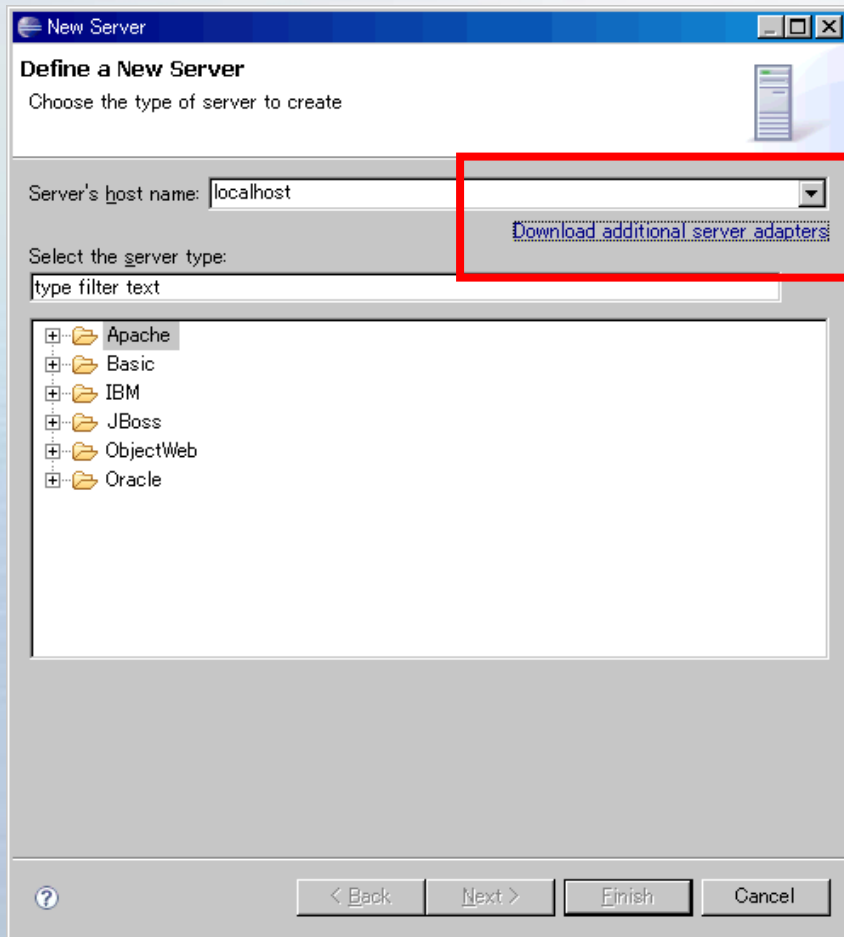 New Server
Define a New Server
Choose the type of server to create
Server's host name: localhost
Download additional server adapters
Select the server type:
type filter text
Apache
Basic
IBM
JBoss
ObjectWeb
Oracle
? < Back Next > Finish Cancel